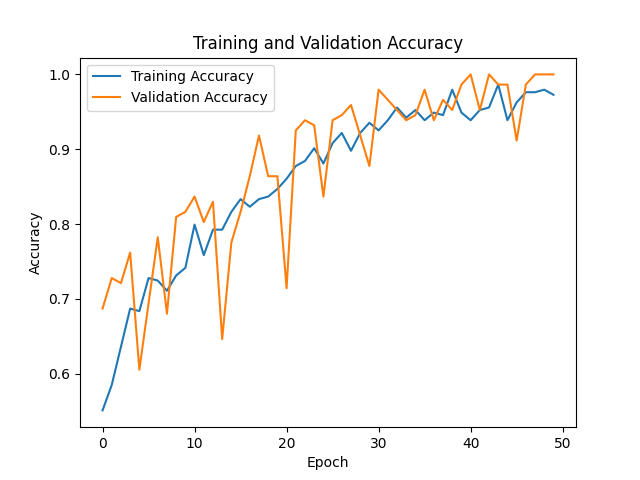 Training and Validation Accuracy
Training Accuracy
Validation Accuracy
1.0
0.9
0.8
0.7
0.6
Accuracy
0 10 20 30 40 50
Epoch